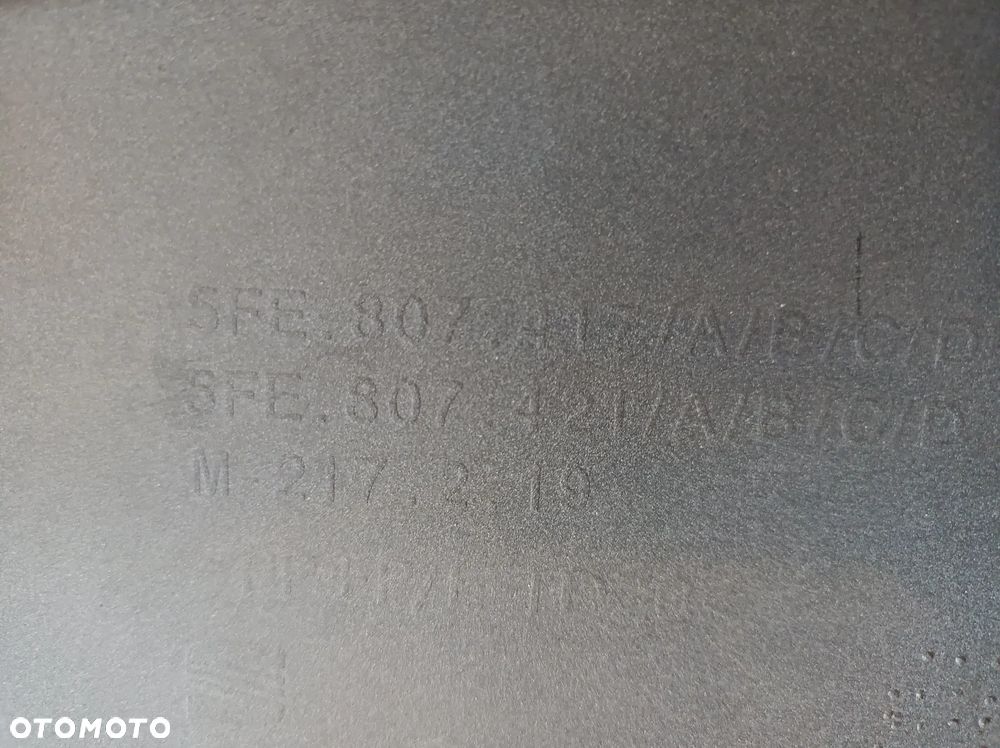 5FE.807.417/A/B/C/D
5FE.807.421/A/B/C/D
M-217.2.19
OTOMOTO